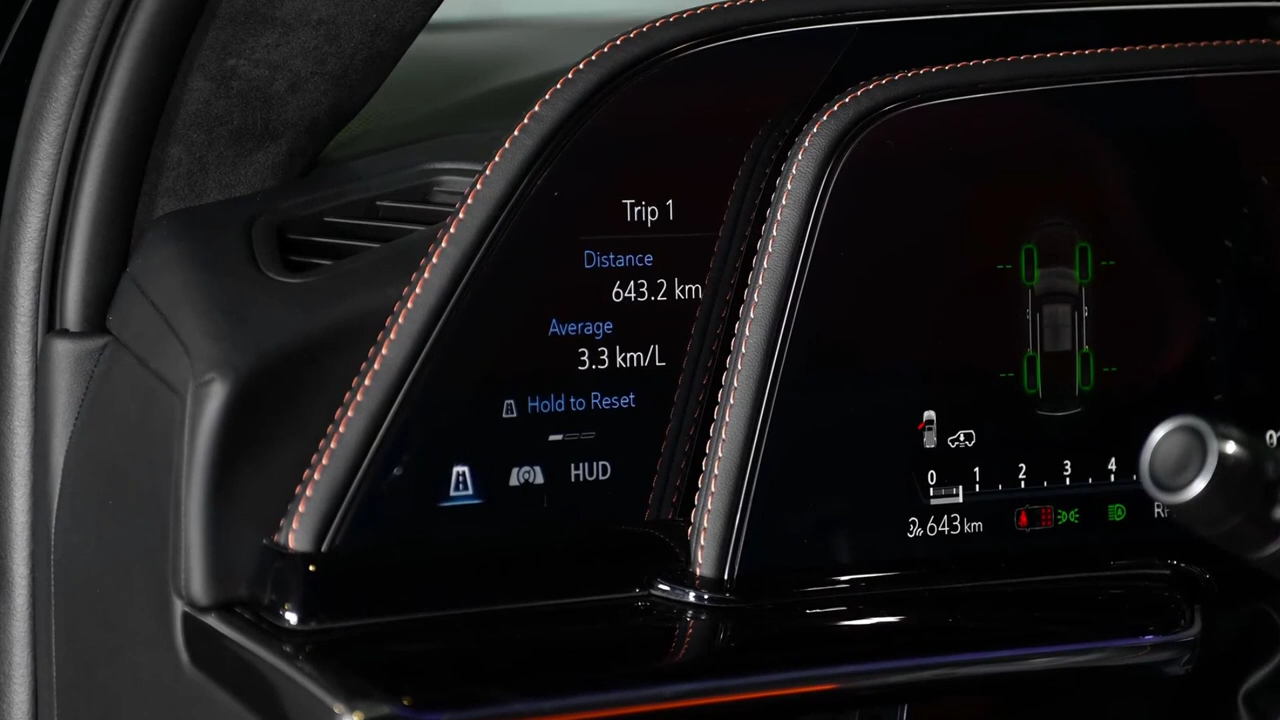 Trip 1
Distance
643.2 km
Average
3.3 km/L
Hold to Reset
HUD
0 1 2 3 4
643 km